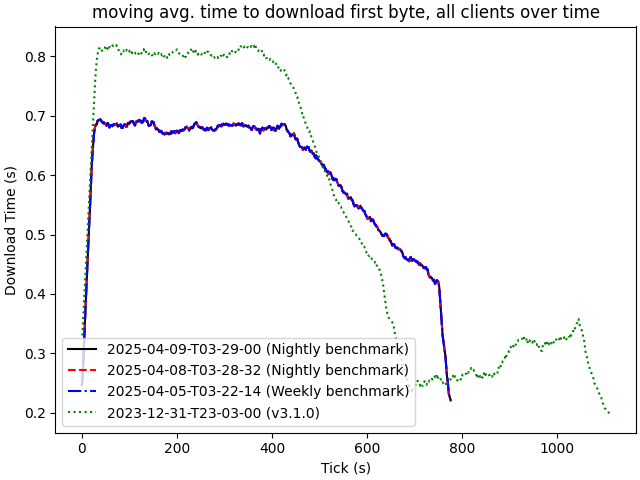 moving avg. time to download first byte, all clients over time
Download Time (s)
0.8
0.7
0.6
0.5
0.4
0.3
0.2
2025-04-09-T03-29-00 (Nightly benchmark)
2025-04-08-T03-28-32 (Nightly benchmark)
2025-04-05-T03-22-14 (Weekly benchmark)
2023-12-31-T23-03-00 (v3.1.0)
0 200 400 600 800 1000
Tick (s)